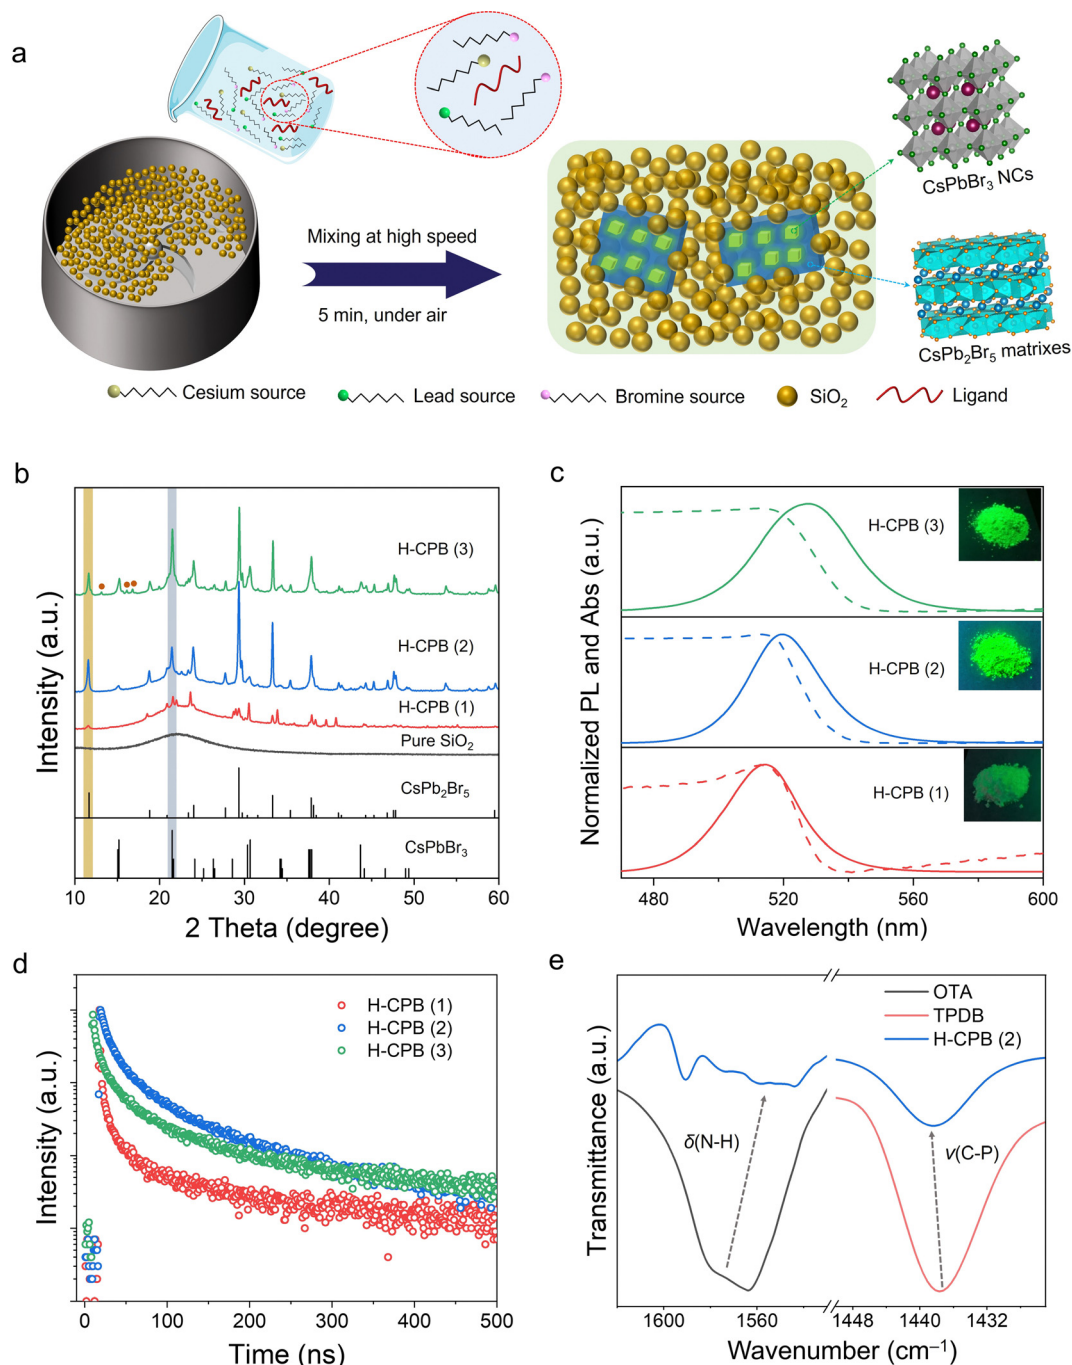 a
CsPbBr₃ NCs
Mixing at high speed
5 min, under air
CsPb₂Br₅ matrixes
Cesium source
Lead source
Bromine source
SiO₂
Ligand
b
Intensity (a.u.)
H-CPB (3)
H-CPB (2)
H-CPB (1)
Pure SiO₂
CsPb₂Br₅
CsPbBr₃
10 20 30 40 50 60
2 Theta (degree)
c
Normalized PL and Abs (a.u.)
H-CPB (3)
H-CPB (2)
H-CPB (1)
480 520 560 600
Wavelength (nm)
d
Intensity (a.u.)
H-CPB (1)
H-CPB (2)
H-CPB (3)
0 100 200 300 400 500
Time (ns)
e
Transmittance (a.u.)
OTA
TPDB
H-CPB (2)
δ(N-H)
ν(C-P)
1600 1560 1448 1440 1432
Wavenumber (cm⁻¹)